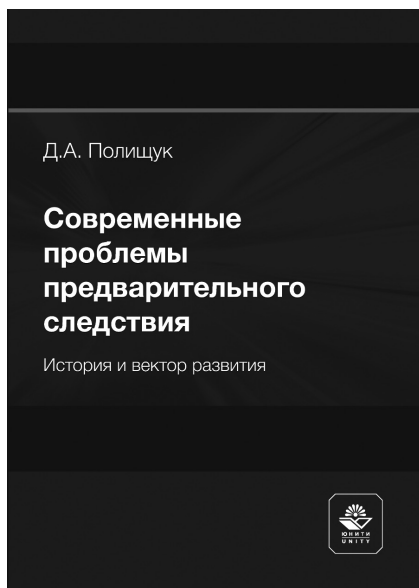 Д.А. Полищук
Современные
проблемы
предварительного
следствия
История и вектор развития
ЮНИТИ
UNITY